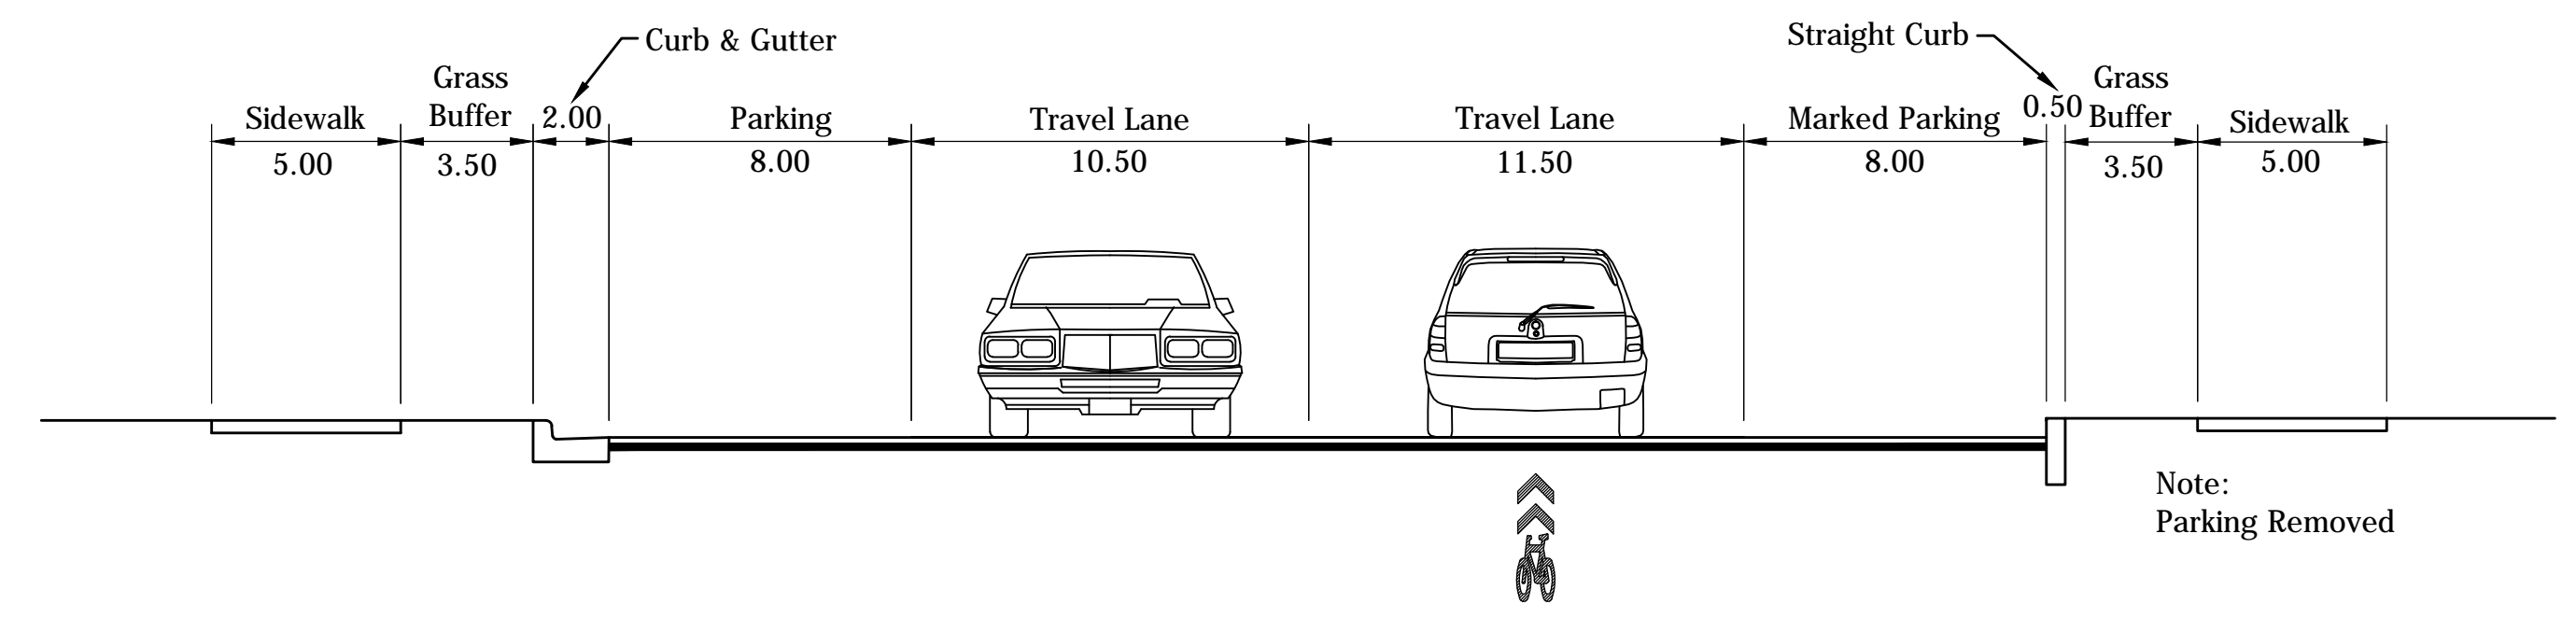 Curb & Gutter
Straight Curb
Grass
Buffer
Grass
Buffer
Sidewalk
2.00
Parking
Travel Lane
Travel Lane
Marked Parking
0.50
Sidewalk
5.00
3.50
8.00
10.50
11.50
8.00
3.50
5.00
Note:
Parking Removed